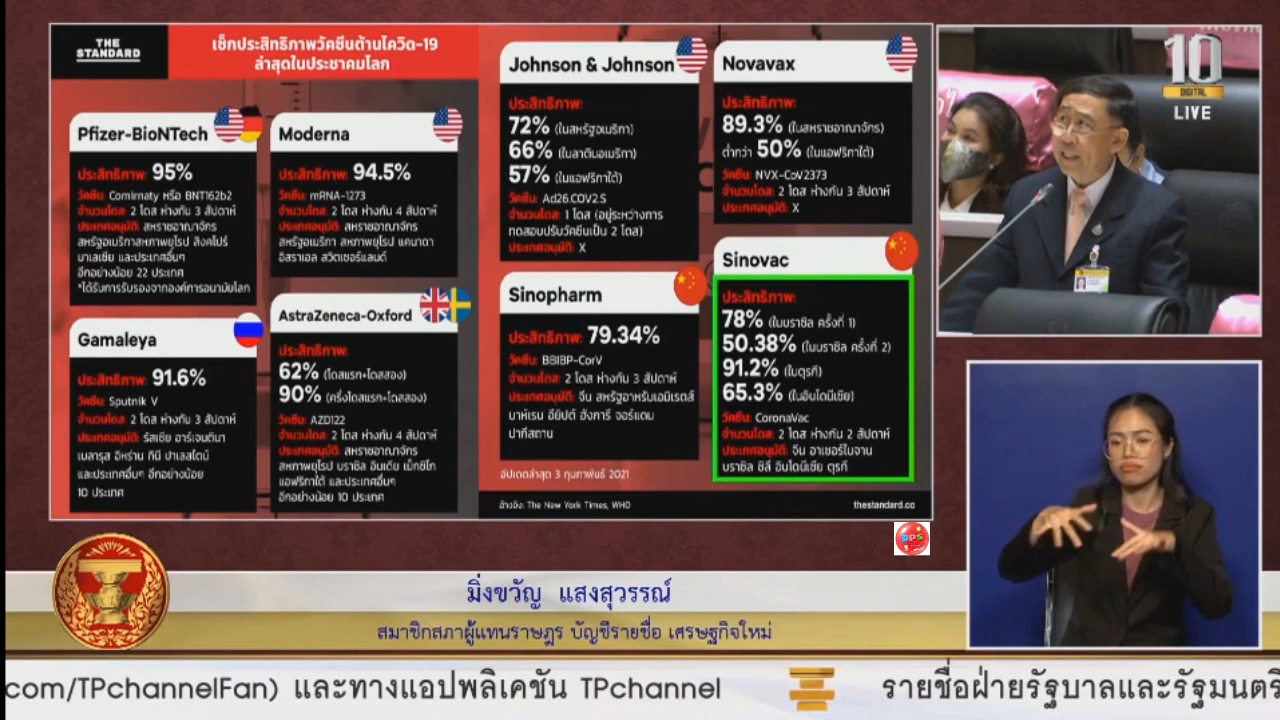 THE
STANDARD
เช็กประสิทธิภาพวัคซีนต้านโควิด-19
ล่าสุดในประชาคมโลก
Pfizer-BioNTech
ประสิทธิภาพ: 95%
วัคซีน: Comirnaty หรือ BNT162b2
จำนวนโดส: 2 โดส ห่างกัน 3 สัปดาห์
ประเทศอนุมัติ: สหราชอาณาจักร
สหรัฐอเมริกาสหภาพยุโรป สิงคโปร์
มาเลเซีย และประเทศอื่นๆ
อีกอย่างน้อย 22 ประเทศ
*ได้รับการรับรองจากองค์การอนามัยโลก
Moderna
ประสิทธิภาพ: 94.5%
วัคซีน: mRNA-1273
จำนวนโดส: 2 โดส ห่างกัน 4 สัปดาห์
ประเทศอนุมัติ: สหราชอาณาจักร
สหรัฐอเมริกา สหภาพยุโรป แคนาดา
อิสราเอล สวิตเซอร์แลนด์
Gamaleya
ประสิทธิภาพ: 91.6%
วัคซีน: Sputnik V
จำนวนโดส: 2 โดส ห่างกัน 3 สัปดาห์
ประเทศอนุมัติ: รัสเซีย อาร์เจนตินา
เบลารุส อิหร่าน กินี ปาเลสไตน์
และประเทศอื่นๆ อีกอย่างน้อย
10 ประเทศ
AstraZeneca-Oxford
ประสิทธิภาพ:
62% (โดสแรก+โดสสอง)
90% (ครึ่งโดสแรก+โดสสอง)
วัคซีน: AZD122
จำนวนโดส: 2 โดส ห่างกัน 4 สัปดาห์
ประเทศอนุมัติ: สหราชอาณาจักร
สหภาพยุโรป บราซิล อินเดีย เม็กซิโก
แอฟริกาใต้ และประเทศอื่นๆ
อีกอย่างน้อย 10 ประเทศ
Johnson & Johnson
ประสิทธิภาพ:
72% (ในสหรัฐอเมริกา)
66% (ในลาตินอเมริกา)
57% (ในแอฟริกาใต้)
วัคซีน: Ad26.COV2.S
จำนวนโดส: 1 โดส (อยู่ระหว่างการ
ทดสอบปรับวัคซีนเป็น 2 โดส)
ประเทศอนุมัติ: X
Novavax
ประสิทธิภาพ:
89.3% (ในสหราชอาณาจักร)
ต่ำกว่า 50% (ในแอฟริกาใต้)
วัคซีน: NVX-CoV2373
จำนวนโดส: 2 โดส ห่างกัน 3 สัปดาห์
ประเทศอนุมัติ: X
Sinopharm
ประสิทธิภาพ: 79.34%
วัคซีน: BBIBP-CorV
จำนวนโดส: 2 โดส ห่างกัน 3 สัปดาห์
ประเทศอนุมัติ: จีน สหรัฐอาหรับเอมิเรตส์
บาห์เรน อียิปต์ ฮังการี จอร์แดน
ปากีสถาน
Sinovac
ประสิทธิภาพ:
78% (ในบราซิล ครั้งที่ 1)
50.38% (ในบราซิล ครั้งที่ 2)
91.2% (ในตุรกี)
65.3% (ในอินโดนีเซีย)
วัคซีน: CoronaVac
จำนวนโดส: 2 โดส ห่างกัน 2 สัปดาห์
ประเทศอนุมัติ: จีน อาเซอร์ไบจาน
บราซิล ชิลี อินโดนีเซีย ตุรกี
อัปเดตล่าสุด 3 กุมภาพันธ์ 2021
อ้างอิง: The New York Times, WHO
thestandard.co
10
DIGITAL
LIVE
DPS
มิ่งขวัญ แสงสุวรรณ์
สมาชิกสภาผู้แทนราษฎร บัญชีรายชื่อ เศรษฐกิจใหม่
com/TPchannelFan) และทางแอปพลิเคชัน TPchannel
รายชื่อฝ่ายรัฐบาลและรัฐมนตรี